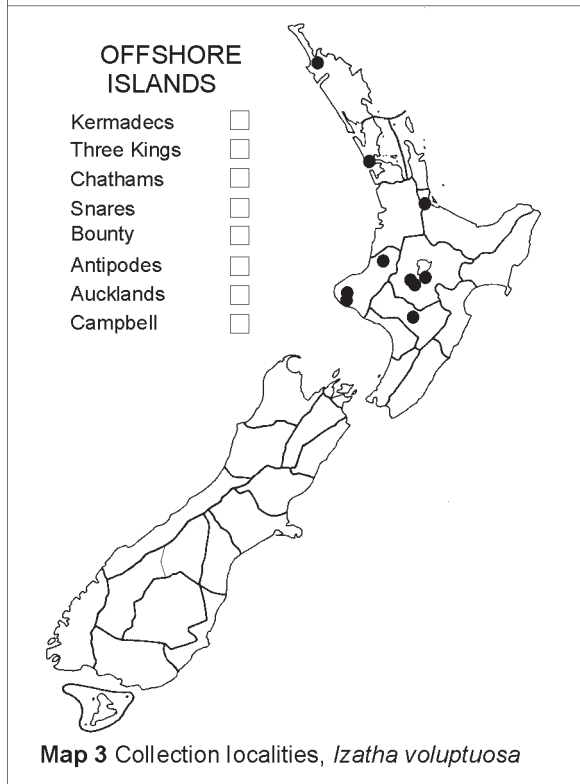 OFFSHORE
ISLANDS
Kermadecs
Three Kings
Chathams
Snares
Bounty
Antipodes
Aucklands
Campbell
Map 3 Collection localities, Izatha voluptuosa